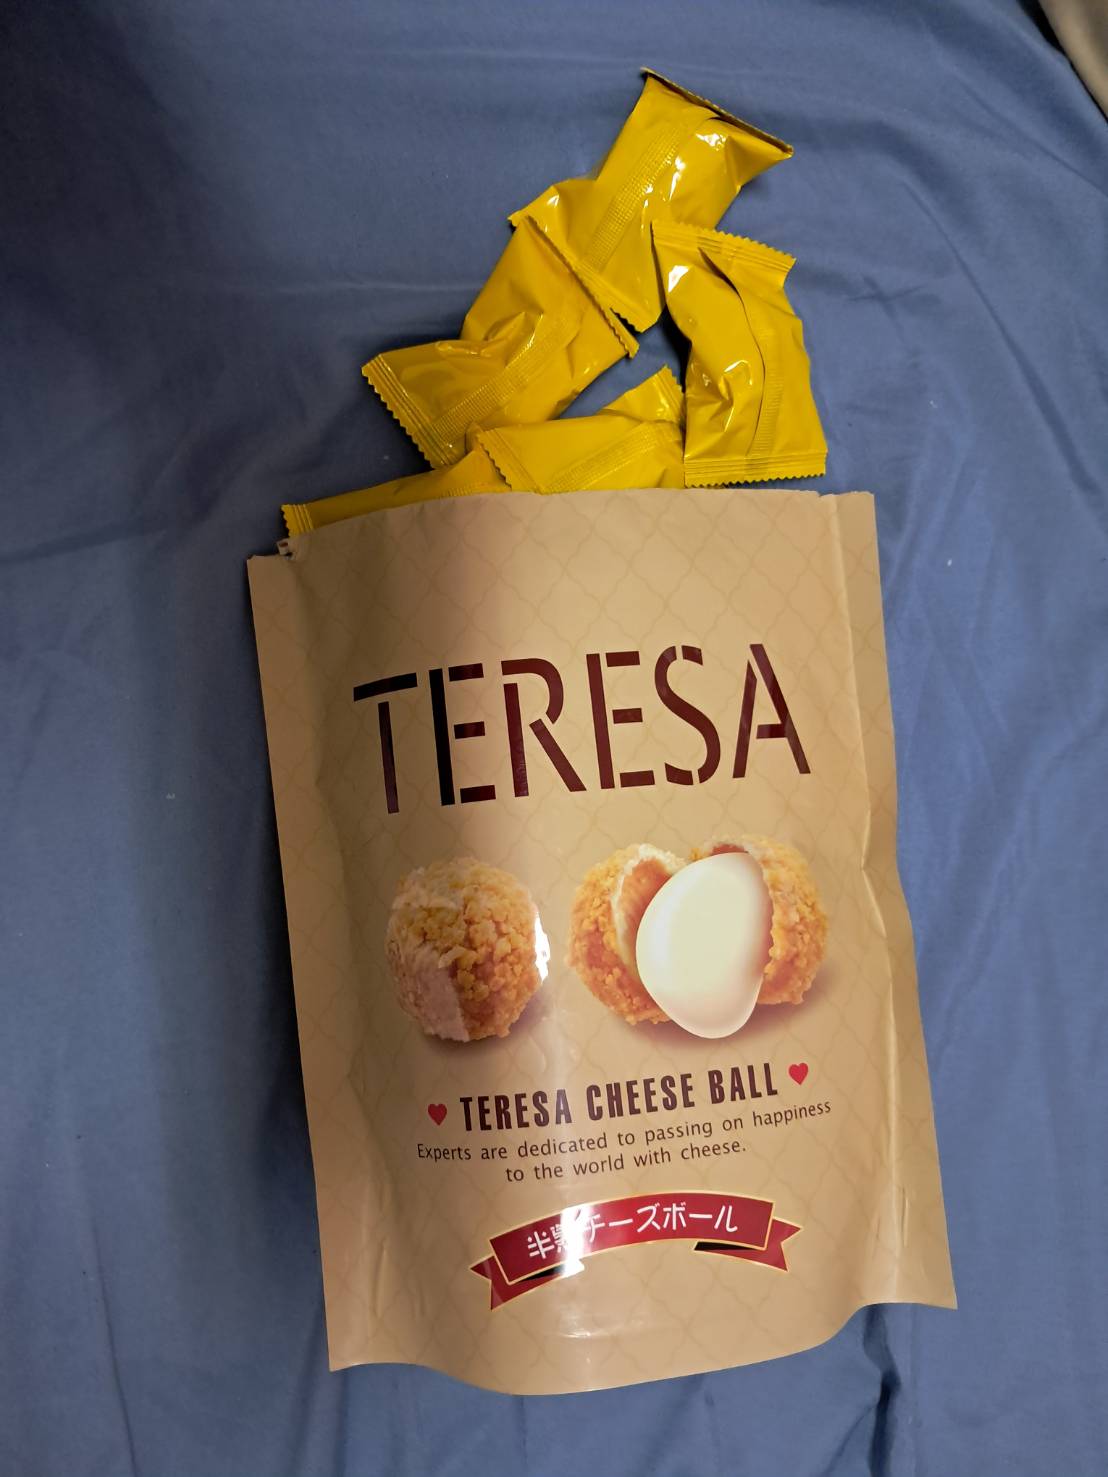 TERESA
TERESA CHEESE BALL
Experts are dedicated to passing on happiness
to the world with cheese.
半熟チーズボール